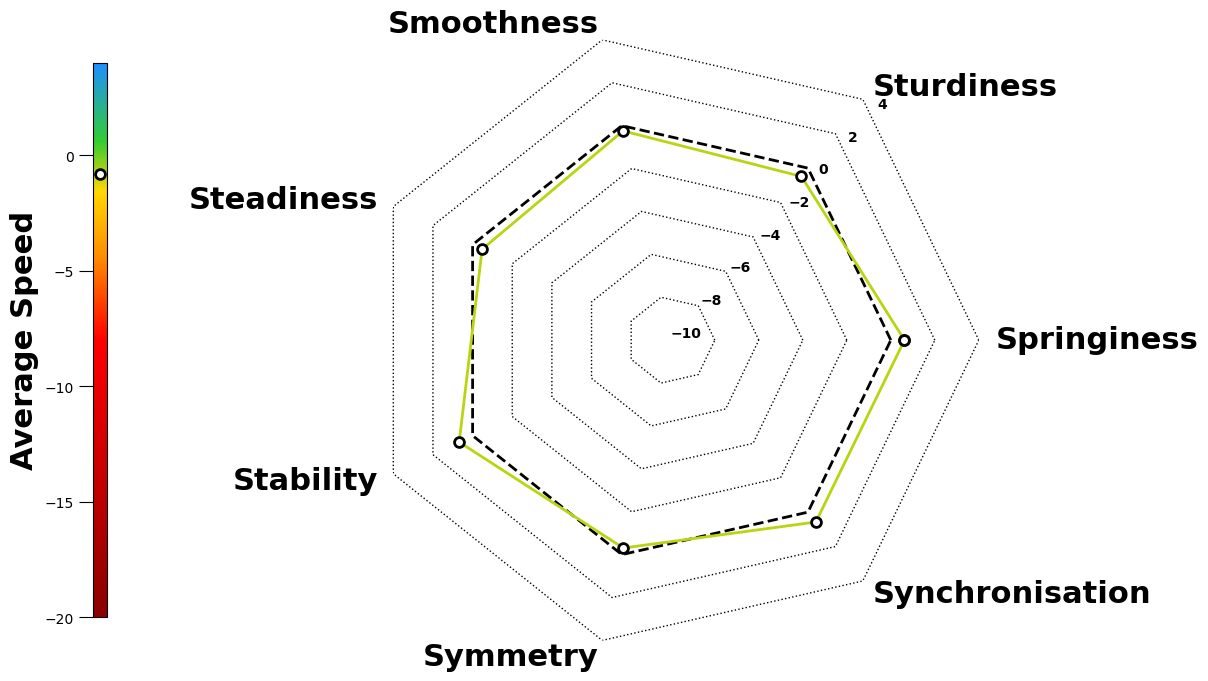 Smoothness
Sturdiness
4
2
0
−2
−4
−6
−8
−10
Steadiness
Springiness
Stability
Synchronisation
Symmetry
Average Speed
0
−5
−10
−15
−20